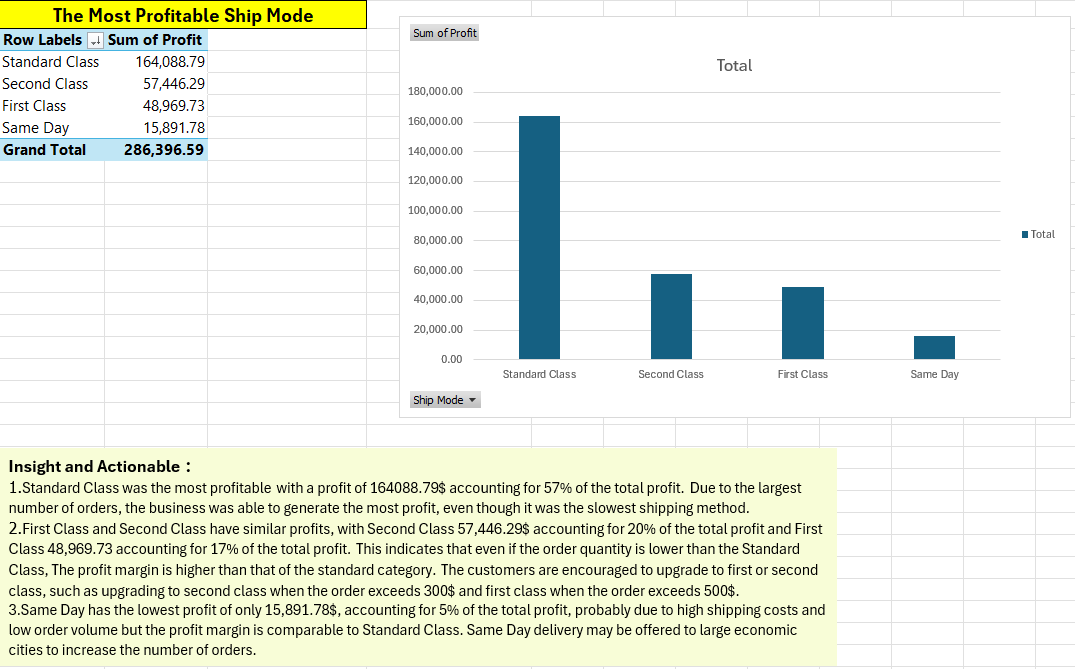 The Most Profitable Ship Mode
Row Labels Sum of Profit
Standard Class 164,088.79
Second Class 57,446.29
First Class 48,969.73
Same Day 15,891.78
Grand Total 286,396.59
Sum of Profit
Total
180,000.00
160,000.00
140,000.00
120,000.00
100,000.00
80,000.00
60,000.00
40,000.00
20,000.00
0.00
Standard Class Second Class First Class Same Day
Total
Ship Mode
Insight and Actionable：
1.Standard Class was the most profitable with a profit of 164088.79$ accounting for 57% of the total profit. Due to the largest
number of orders, the business was able to generate the most profit, even though it was the slowest shipping method.
2.First Class and Second Class have similar profits, with Second Class 57,446.29$ accounting for 20% of the total profit and First
Class 48,969.73 accounting for 17% of the total profit. This indicates that even if the order quantity is lower than the Standard
Class, The profit margin is higher than that of the standard category. The customers are encouraged to upgrade to first or second
class, such as upgrading to second class when the order exceeds 300$ and first class when the order exceeds 500$.
3.Same Day has the lowest profit of only 15,891.78$, accounting for 5% of the total profit, probably due to high shipping costs and
low order volume but the profit margin is comparable to Standard Class. Same Day delivery may be offered to large economic
cities to increase the number of orders.